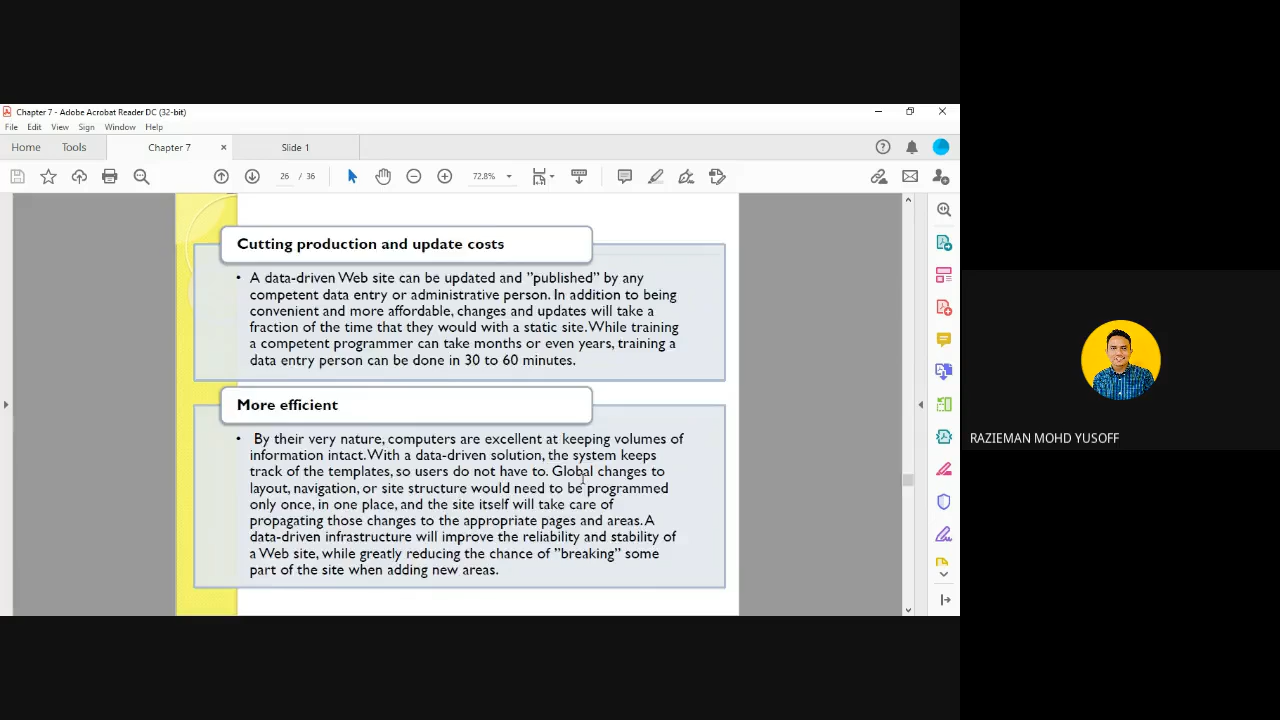 Chapter 7 - Adobe Acrobat Reader DC (32-bit)
File Edit View Sign Window Help
Home Tools Chapter 7 × Slide 1
26 / 36 72.8%
Cutting production and update costs
• A data-driven Web site can be updated and ”published” by any
competent data entry or administrative person. In addition to being
convenient and more affordable, changes and updates will take a
fraction of the time that they would with a static site. While training
a competent programmer can take months or even years, training a
data entry person can be done in 30 to 60 minutes.
More efficient
• By their very nature, computers are excellent at keeping volumes of
information intact. With a data-driven solution, the system keeps
track of the templates, so users do not have to. Global changes to
layout, navigation, or site structure would need to be programmed
only once, in one place, and the site itself will take care of
propagating those changes to the appropriate pages and areas. A
data-driven infrastructure will improve the reliability and stability of
a Web site, while greatly reducing the chance of ”breaking” some
part of the site when adding new areas.
RAZIEMAN MOHD YUSOFF